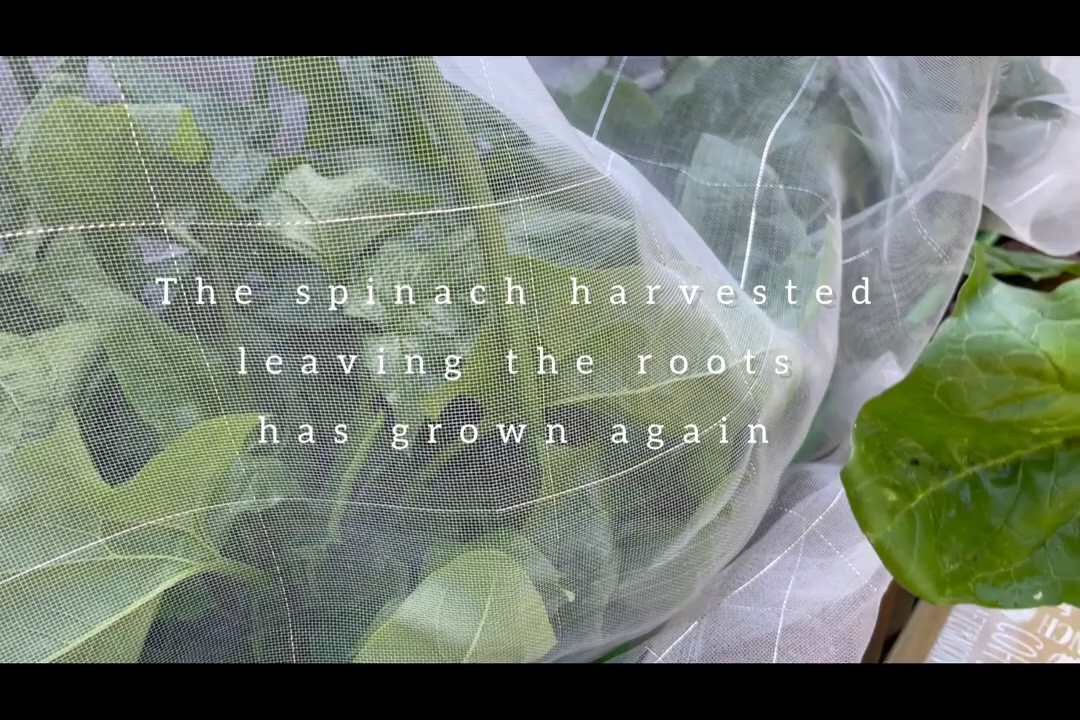 The spinach harvested
leaving the roots
has grown again